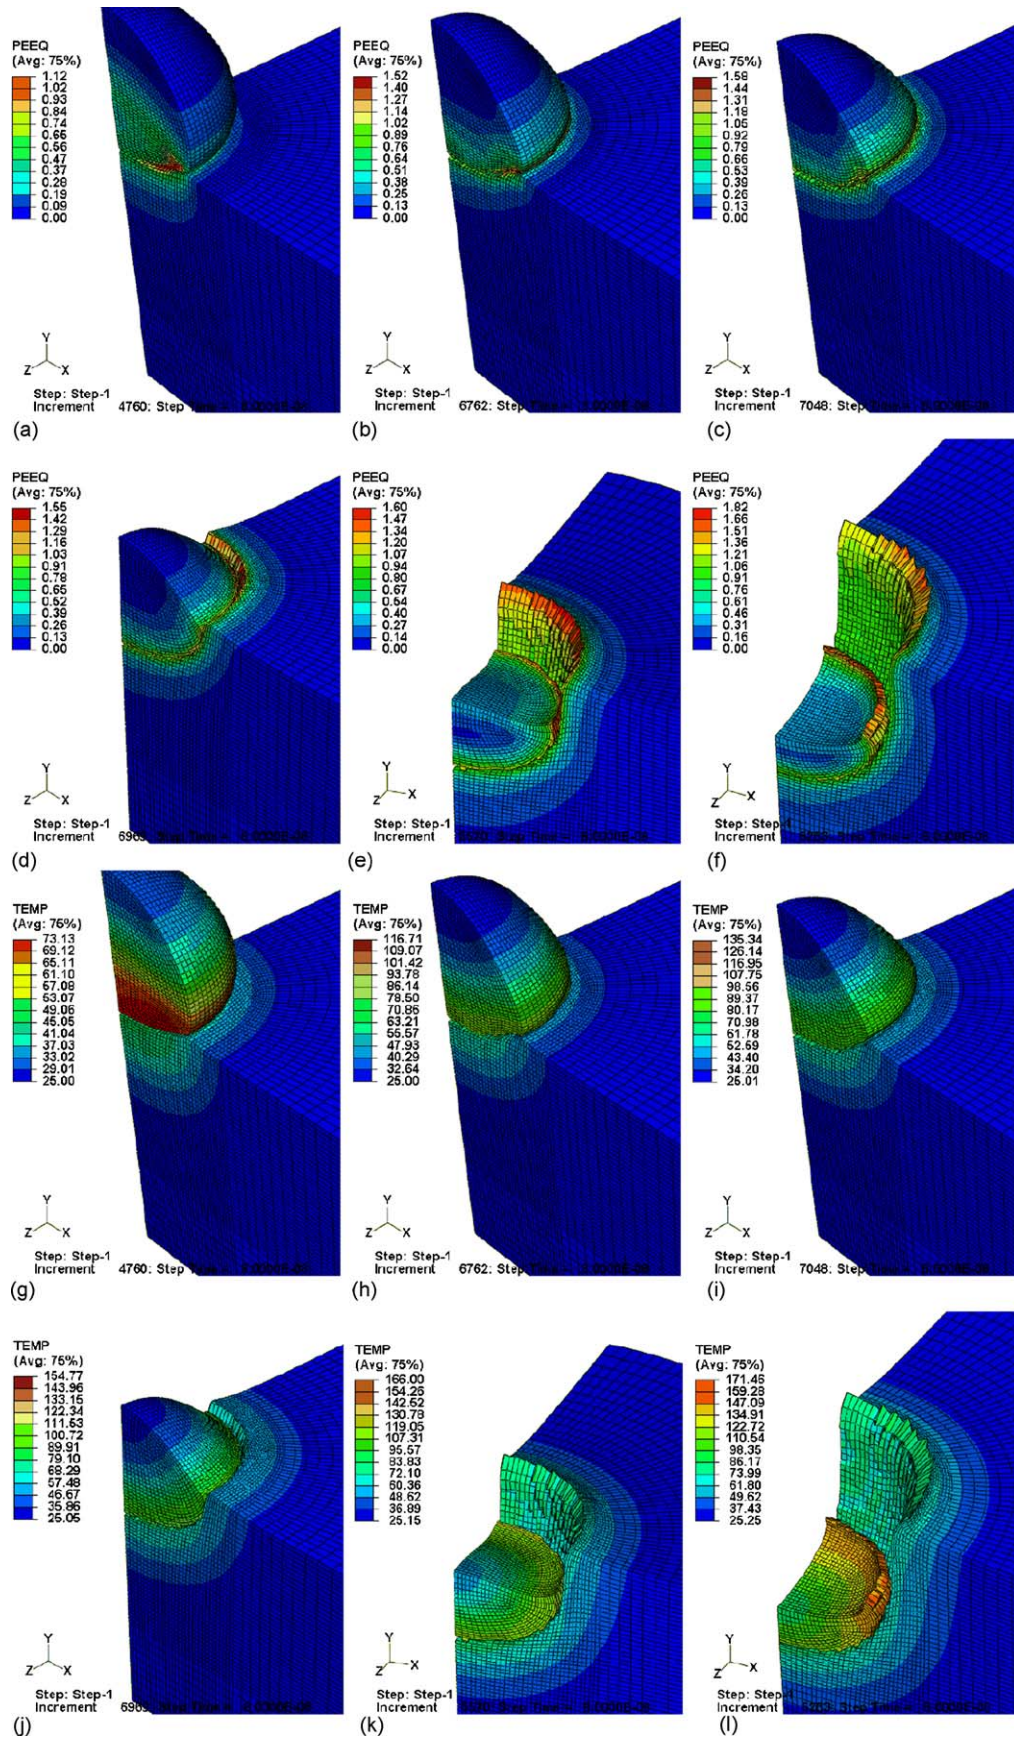 PEEQ
(Avg: 75%)
1.12
1.02
0.93
0.84
0.74
0.65
0.56
0.47
0.37
0.28
0.19
0.09
0.00
Y
Z X
Step: Step-1
Increment 4760: Step Time =
(a)
PEEQ
(Avg: 75%)
1.52
1.40
1.27
1.14
1.02
0.89
0.76
0.64
0.51
0.38
0.25
0.13
0.00
Y
Z X
Step: Step-1
Increment 6762: Step Time =
(b)
PEEQ
(Avg: 75%)
1.58
1.44
1.31
1.18
1.05
0.92
0.79
0.66
0.53
0.39
0.26
0.13
0.00
Y
Z X
Step: Step-1
Increment 7048: Step Time =
(c)
PEEQ
(Avg: 75%)
1.55
1.42
1.29
1.16
1.03
0.91
0.78
0.65
0.52
0.39
0.26
0.13
0.00
Y
Z X
Step: Step-1
Increment Step Time =
(d)
PEEQ
(Avg: 75%)
1.60
1.47
1.34
1.20
1.07
0.94
0.80
0.67
0.54
0.40
0.27
0.14
0.00
Y
Z X
Step: Step-1
Increment Step Time =
(e)
PEEQ
(Avg: 75%)
1.82
1.66
1.51
1.36
1.21
1.06
0.91
0.76
0.61
0.46
0.31
0.16
0.00
Y
Z X
Step: Step-1
Increment Step Time =
(f)
TEMP
(Avg: 75%)
73.13
69.12
65.11
61.10
57.08
53.07
49.06
45.05
41.04
37.03
33.02
29.01
25.00
Y
Z X
Step: Step-1
Increment 4760: Step Time =
(g)
TEMP
(Avg: 75%)
116.71
109.07
101.42
93.78
86.14
78.50
70.86
63.21
55.57
47.93
40.29
32.64
25.00
Y
Z X
Step: Step-1
Increment 6762: Step Time =
(h)
TEMP
(Avg: 75%)
135.34
126.14
116.95
107.75
98.56
89.37
80.17
70.98
61.78
52.59
43.40
34.20
25.01
Y
Z X
Step: Step-1
Increment 7048: Step Time =
(i)
TEMP
(Avg: 75%)
154.77
143.96
133.15
122.34
111.53
100.72
89.91
79.10
68.29
57.48
46.67
35.86
25.05
Y
Z X
Step: Step-1
Increment Step Time =
(j)
TEMP
(Avg: 75%)
166.00
154.26
142.52
130.78
119.05
107.31
95.57
83.83
72.10
60.36
48.62
36.89
25.15
Y
Z X
Step: Step-1
Increment Step Time =
(k)
TEMP
(Avg: 75%)
171.46
159.28
147.09
134.91
122.72
110.54
98.35
86.17
73.99
61.80
49.62
37.43
25.25
Y
Z X
Step: Step-1
Increment Step Time =
(l)